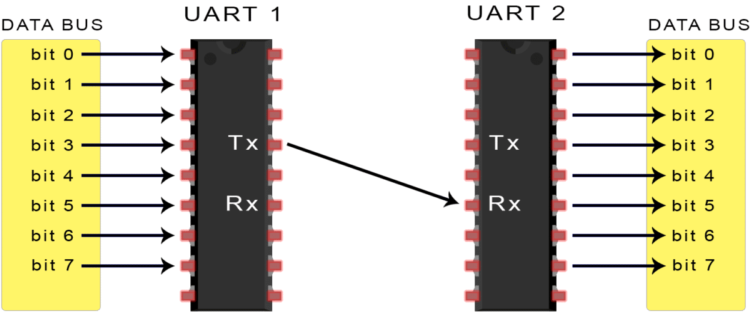 UART 1
UART 2
DATA BUS
bit 0
bit 1
bit 2
bit 3
bit 4
bit 5
bit 6
bit 7
Tx
Rx
Tx
Rx
DATA BUS
bit 0
bit 1
bit 2
bit 3
bit 4
bit 5
bit 6
bit 7